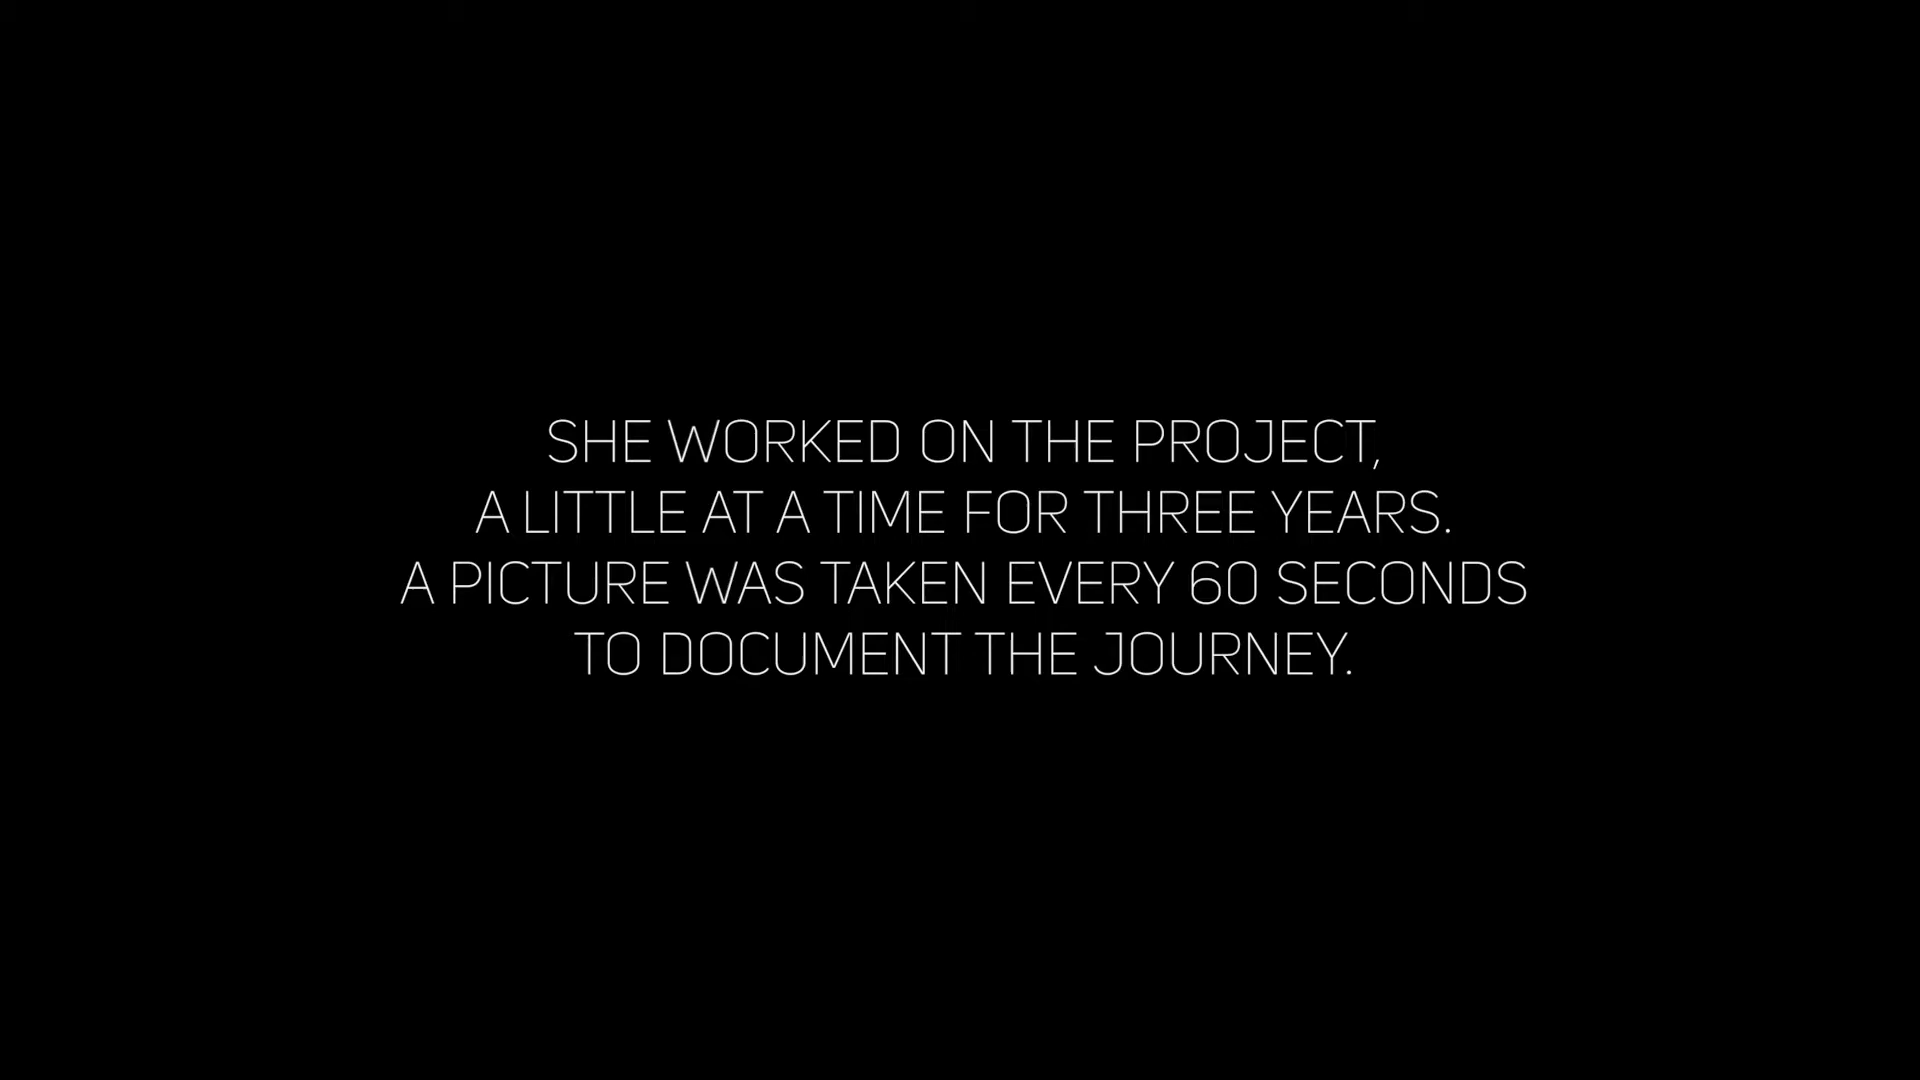 SHE WORKED ON THE PROJECT,
A LITTLE AT A TIME FOR THREE YEARS.
A PICTURE WAS TAKEN EVERY 60 SECONDS
TO DOCUMENT THE JOURNEY.